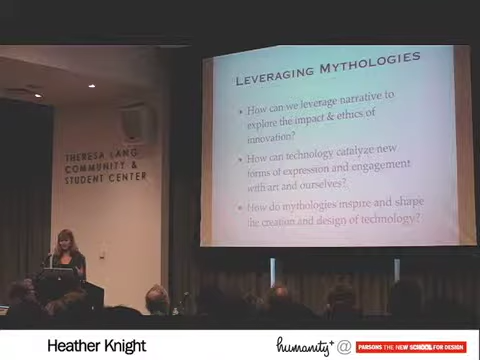 LEVERAGING MYTHOLOGIES
• How can we leverage narrative to
explore the impact & ethics of
innovation?
• How can technology catalyze new
forms of expression and engagement
with art and ourselves?
• How do mythologies inspire and shape
the creation and design of technology?
THERESA LANG
COMMUNITY &
STUDENT CENTER
Heather Knight
humanity+ @ PARSONS THE NEW SCHOOL FOR DESIGN